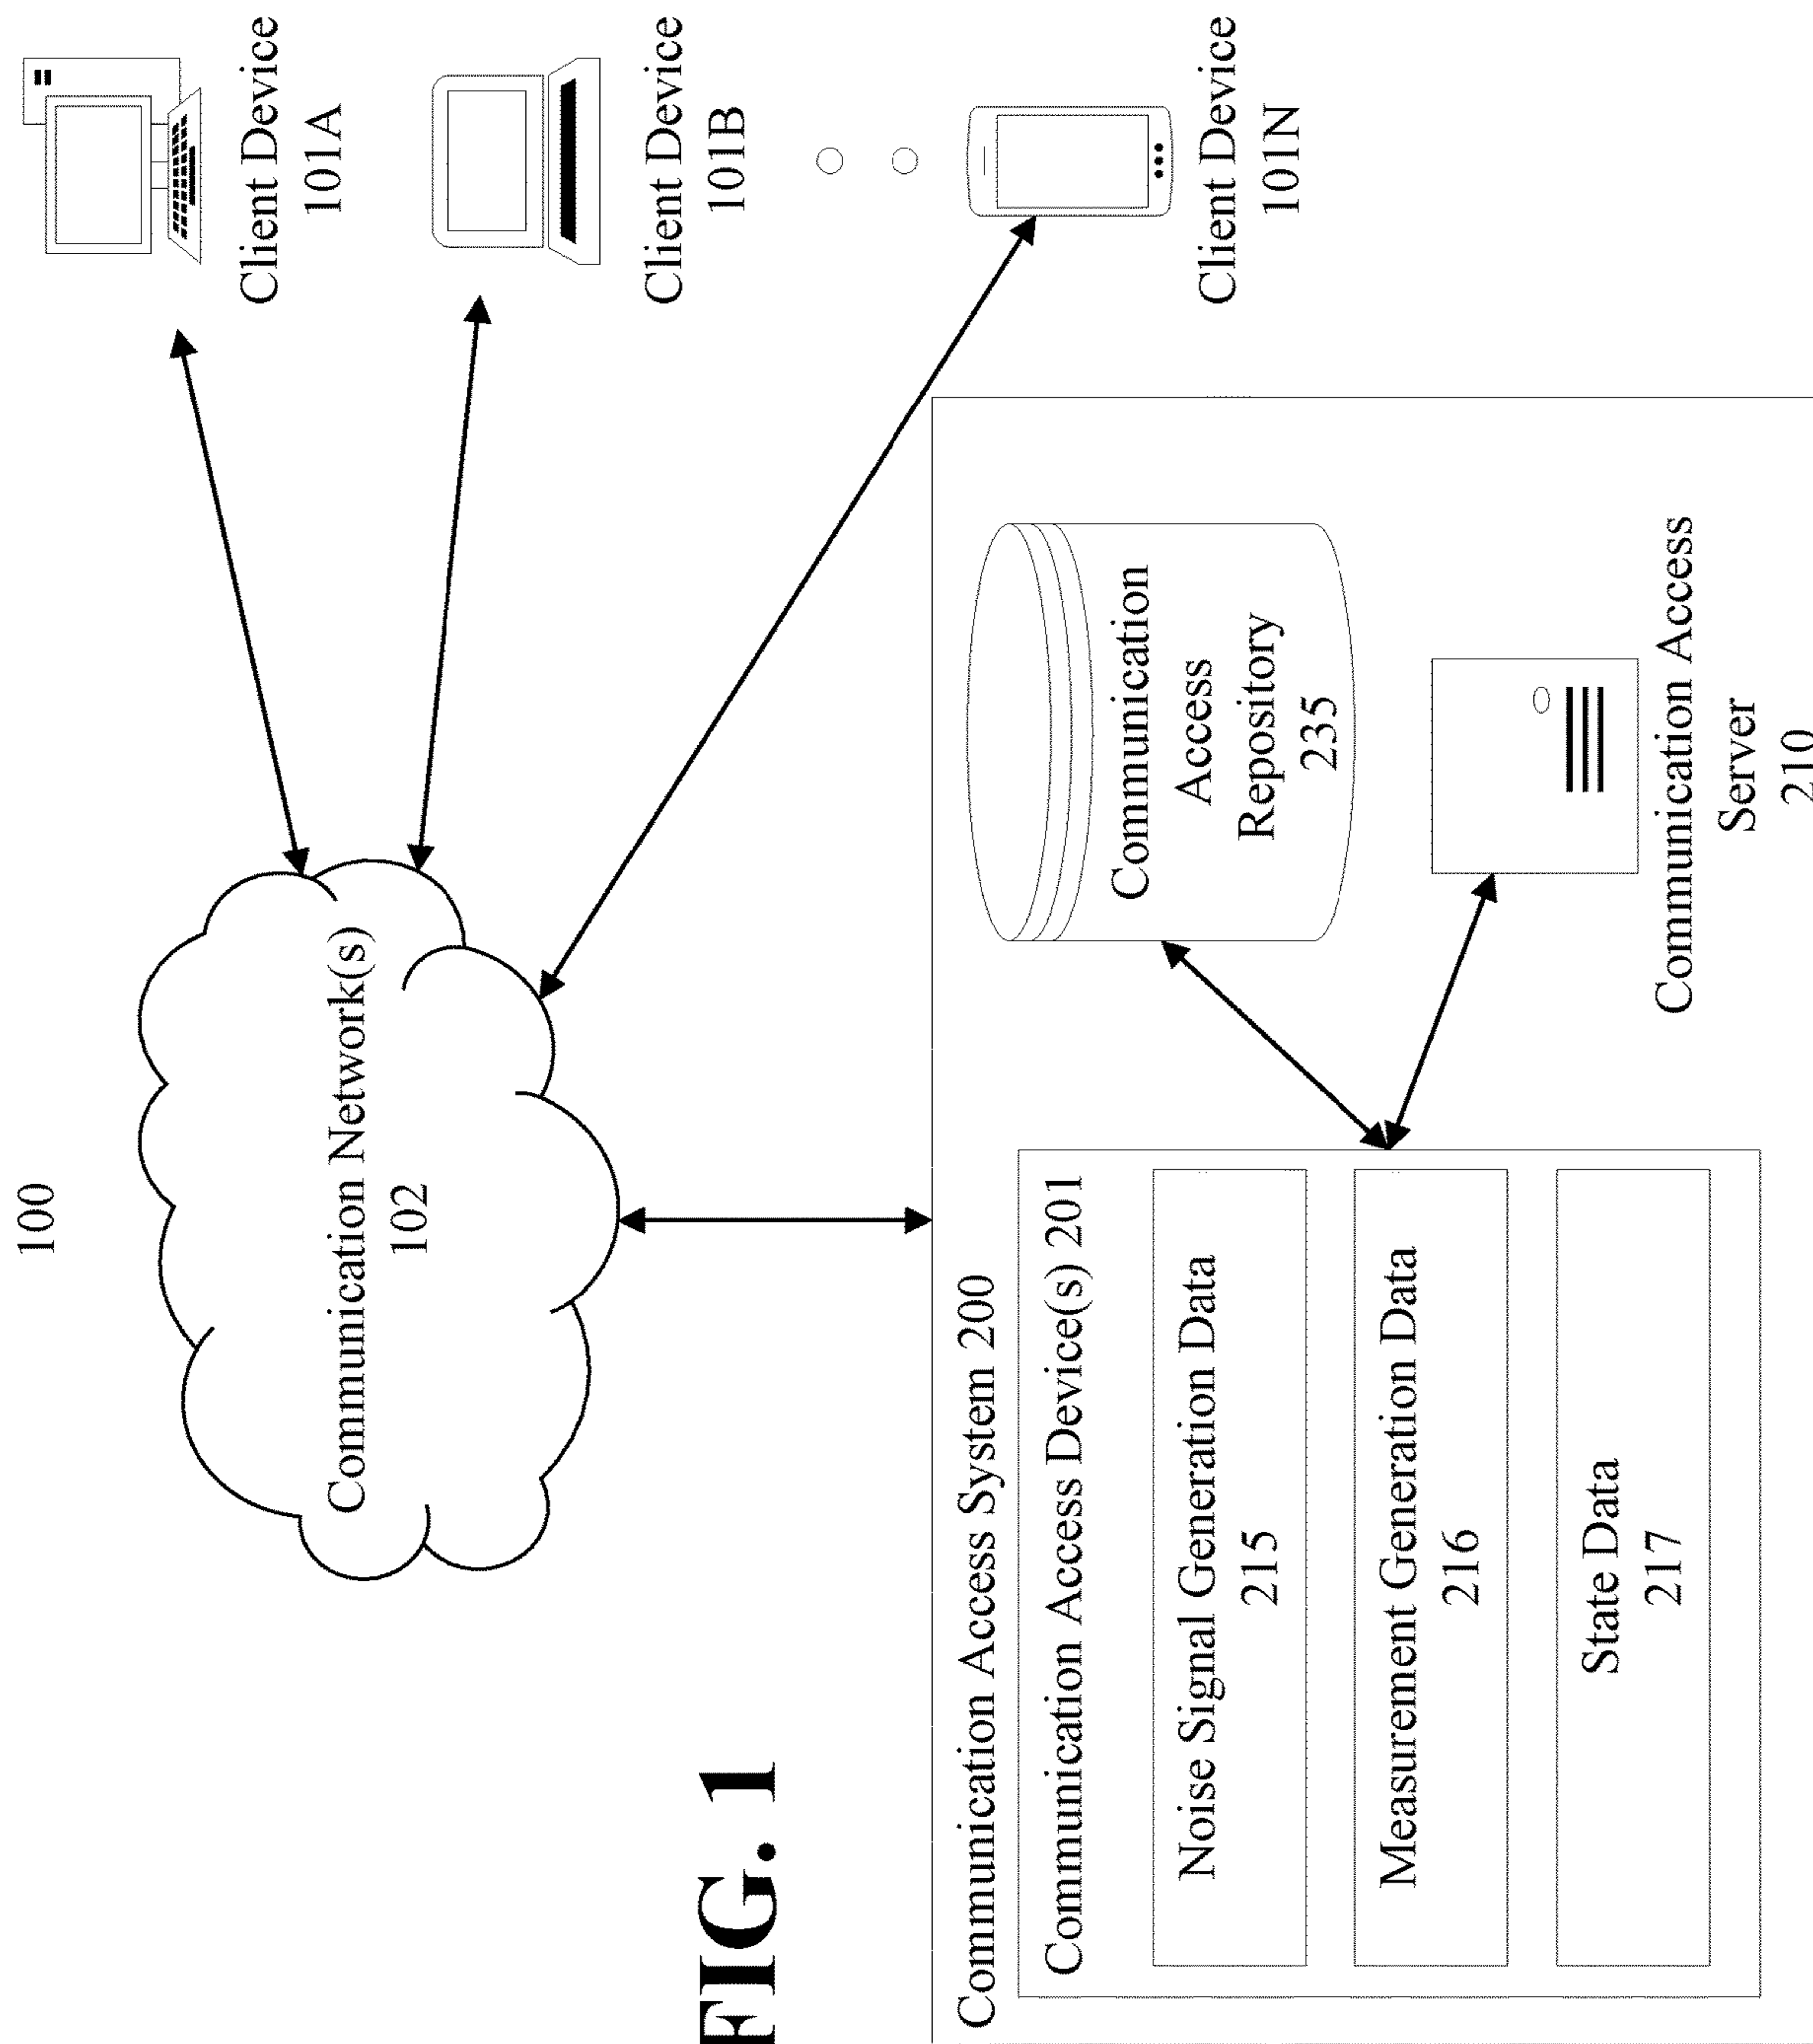 100
Client Device
101A
Client Device
101B
Client Device
101N
Communication Network(s)
102
FIG. 1
Communication Access System 200
Communication Access Device(s) 201
Noise Signal Generation Data
215
Measurement Generation Data
216
State Data
217
Communication
Access
Repository
235
Communication Access
Server
210